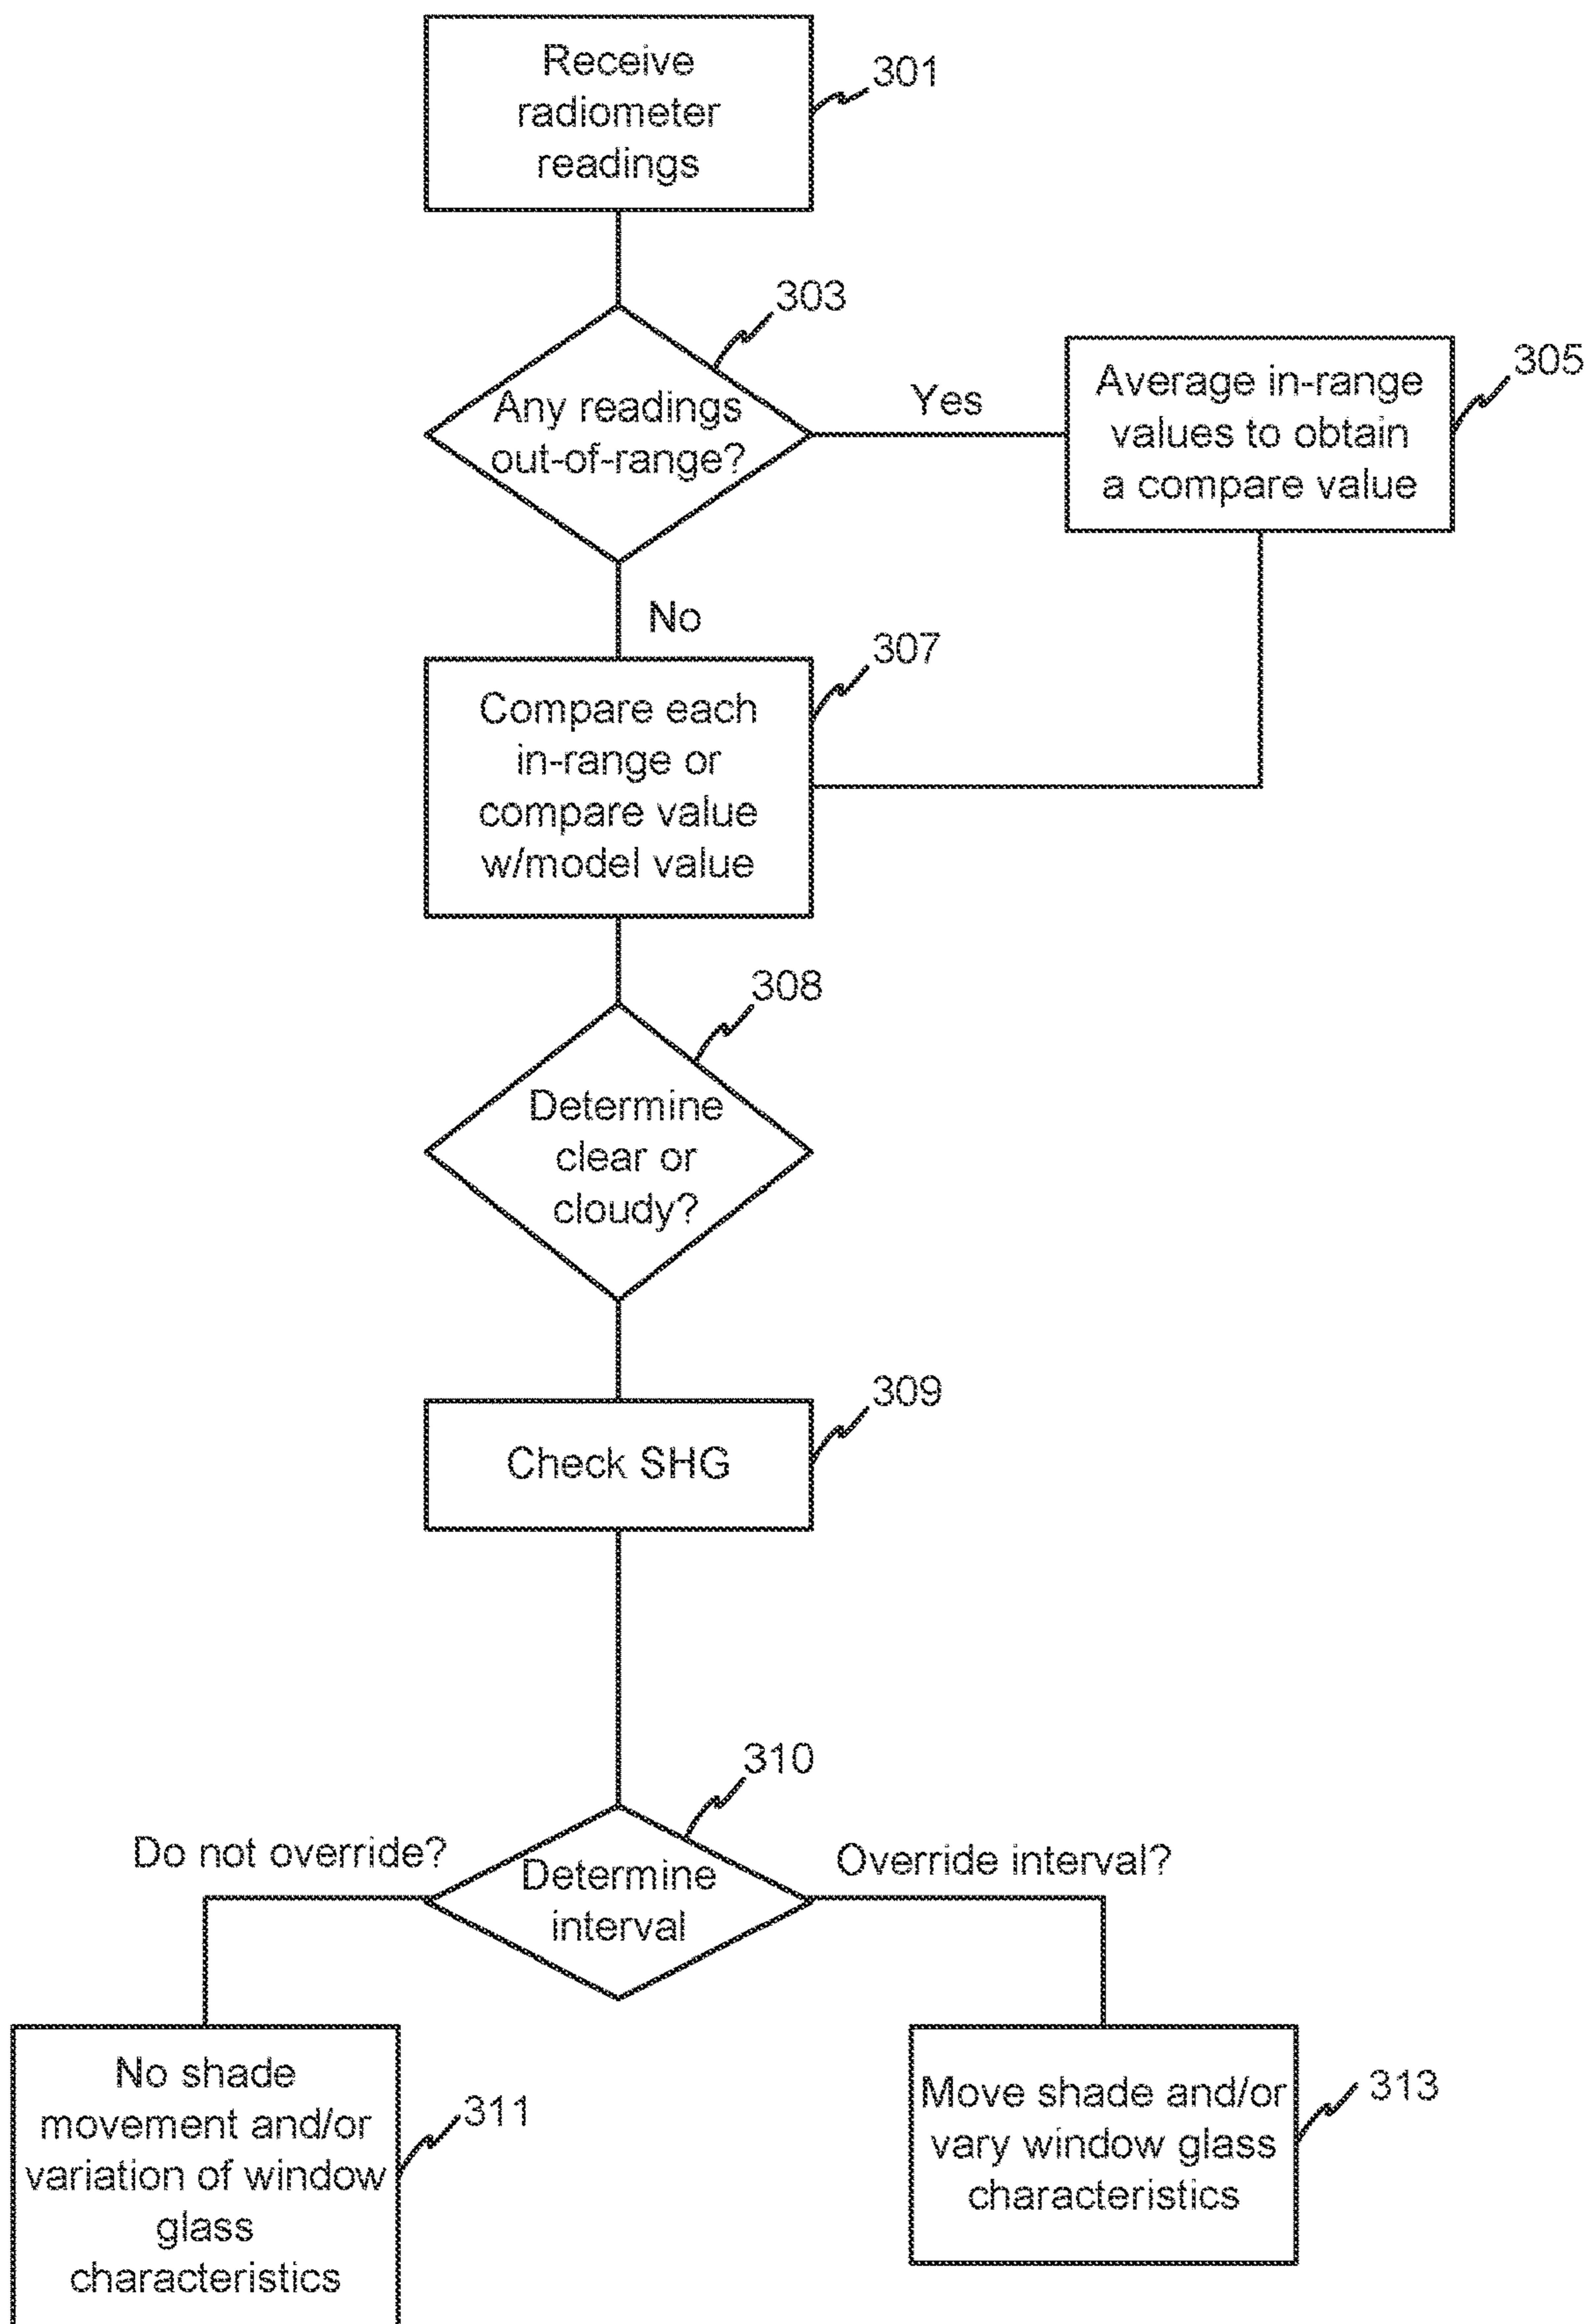 Receive
radiometer
readings
301
303
Any readings
out-of-range?
Yes
Average in-range
values to obtain
a compare value
305
No
307
Compare each
in-range or
compare value
w/model value
308
Determine
clear or
cloudy?
309
Check SHG
310
Do not override?
Determine
interval
Override interval?
No shade
movement and/or
variation of window
glass
characteristics
311
Move shade and/or
vary window glass
characteristics
313